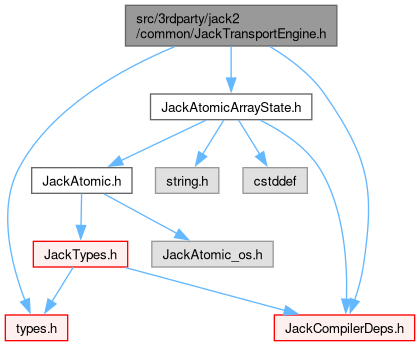 src/3rdparty/jack2
/common/JackTransportEngine.h
JackAtomicArrayState.h
JackAtomic.h
string.h
cstddef
JackTypes.h
JackAtomic_os.h
types.h
JackCompilerDeps.h